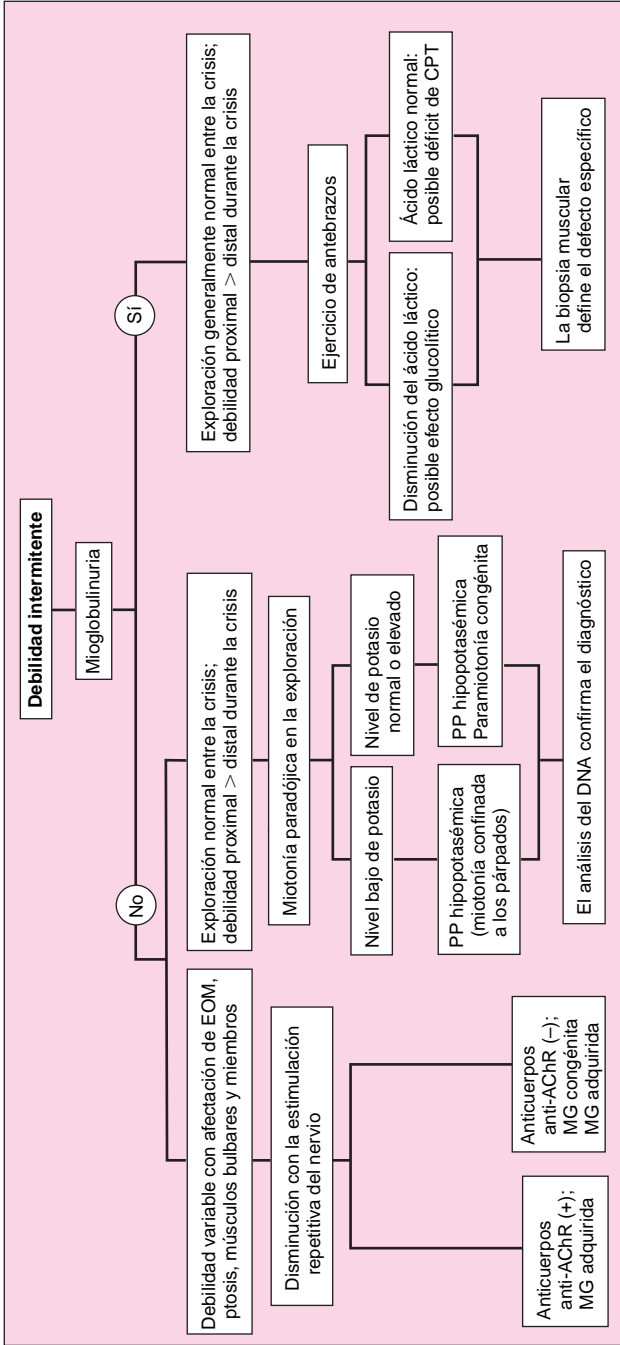 Debilidad intermitente
Mioglobulinuria
No
Sí
Debilidad variable con afectación de EOM,
ptosis, músculos bulbares y miembros
Disminución con la estimulación
repetitiva del nervio
Anticuerpos
anti-AChR (+);
MG adquirida
Anticuerpos
anti-AChR (–);
MG congénita
MG adquirida
Exploración normal entre la crisis;
debilidad proximal > distal durante la crisis
Miotonía paradójica en la exploración
Nivel bajo de potasio
Nivel de potasio
normal o elevado
PP hipopotasémica
(miotonía confinada
a los párpados)
PP hipopotasémica
Paramiotonía congénita
El análisis del DNA confirma el diagnóstico
Exploración generalmente normal entre la crisis;
debilidad proximal > distal durante la crisis
Ejercicio de antebrazos
Disminución del ácido láctico:
posible efecto glucolítico
Ácido láctico normal:
posible déficit de CPT
La biopsia muscular
define el defecto específico